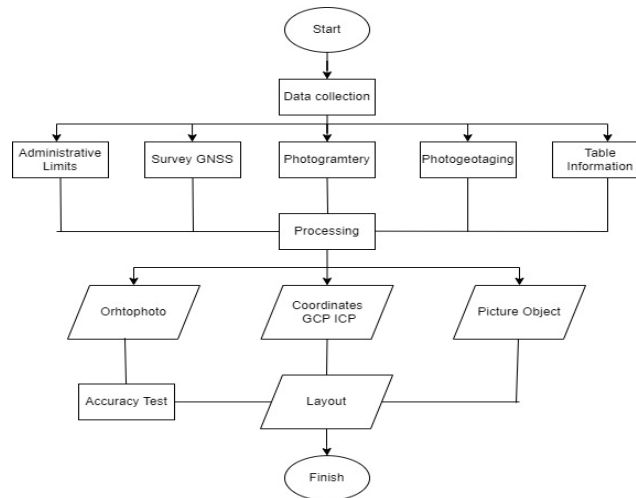 Start
Data collection
Administrative
Limits
Survey GNSS
Photogramtery
Photogeotaging
Table
Information
Processing
Orhtophoto
Coordinates
GCP ICP
Picture Object
Accuracy Test
Layout
Finish